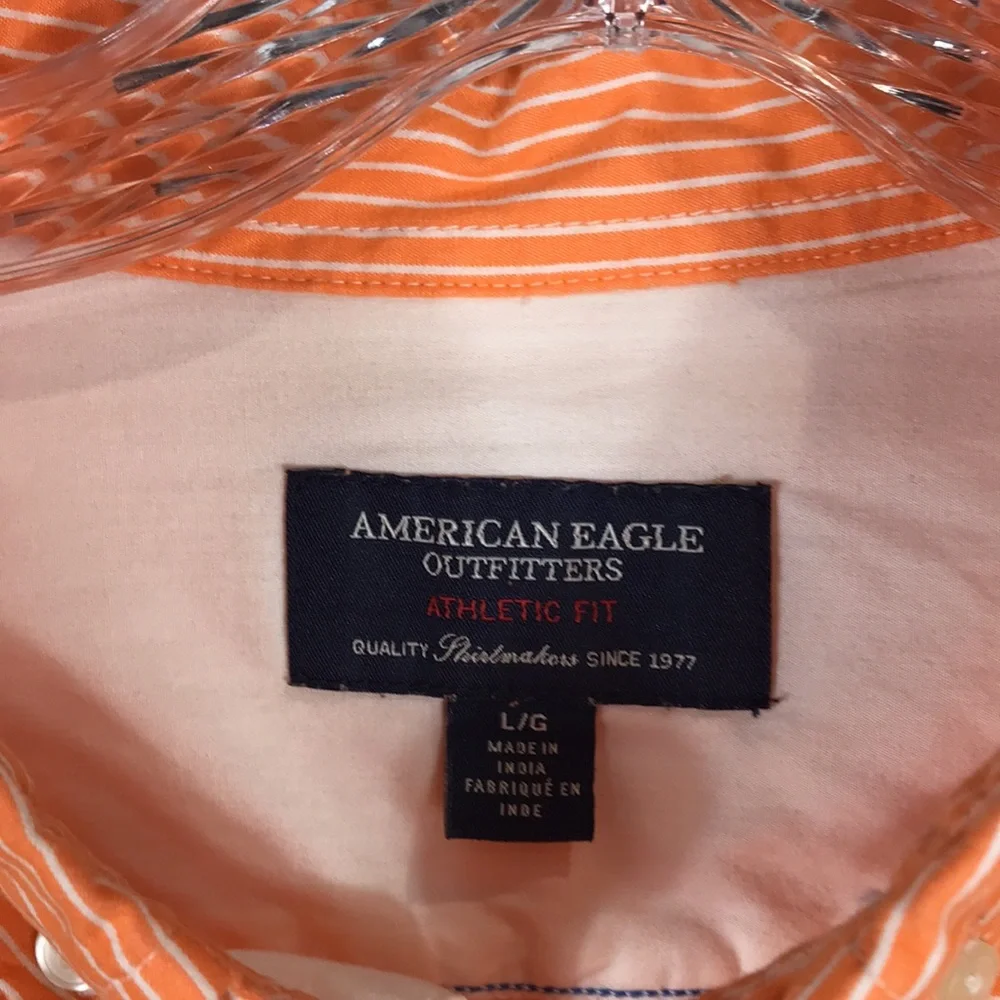 AMERICAN EAGLE
OUTFITTERS
ATHLETIC FIT
QUALITY Shirtmakers SINCE 1977
L/G
MADE IN
INDIA
FABRIQUÉ EN
INDE